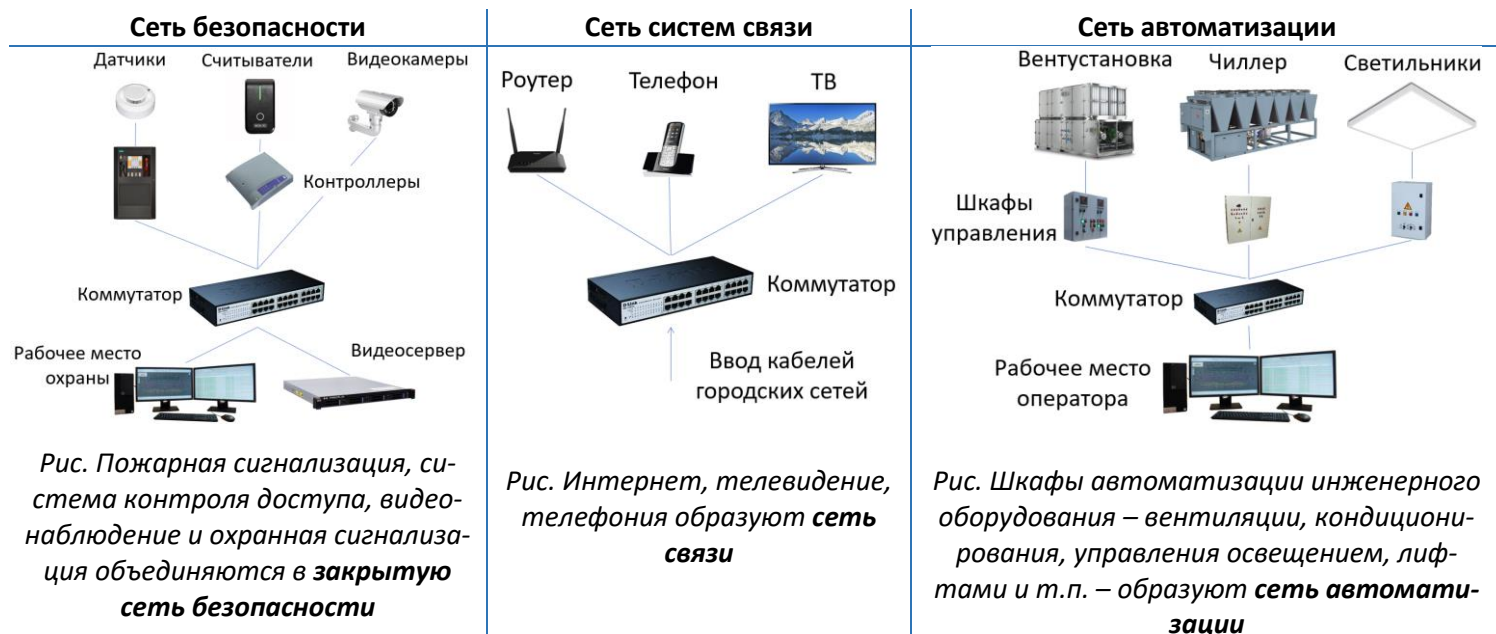 Сеть безопасности
Датчики
Считыватели
Видеокамеры
Контроллеры
Коммутатор
Рабочее место
охраны
Видеосервер
Рис. Пожарная сигнализация, си-
стема контроля доступа, видео-
наблюдение и охранная сигнализа-
ция объединяются в закрытую
сеть безопасности
Сеть систем связи
Роутер
Телефон
ТВ
Коммутатор
Ввод кабелей
городских сетей
Рис. Интернет, телевидение,
телефония образуют сеть
связи
Сеть автоматизации
Вентустановка
Чиллер
Светильники
Шкафы
управления
Коммутатор
Рабочее место
оператора
Рис. Шкафы автоматизации инженерного
оборудования – вентиляции, кондициони-
рования, управления освещением, лиф-
тами и т.п. – образуют сеть автомати-
зации